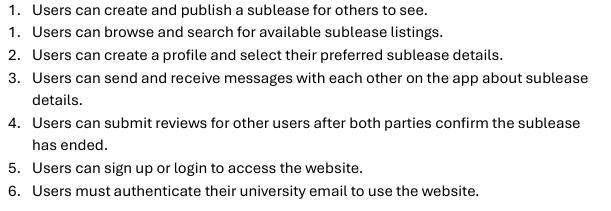 1. Users can create and publish a sublease for others to see.
1. Users can browse and search for available sublease listings.
2. Users can create a profile and select their preferred sublease details.
3. Users can send and receive messages with each other on the app about sublease
details.
4. Users can submit reviews for other users after both parties confirm the sublease
has ended.
5. Users can sign up or login to access the website.
6. Users must authenticate their university email to use the website.